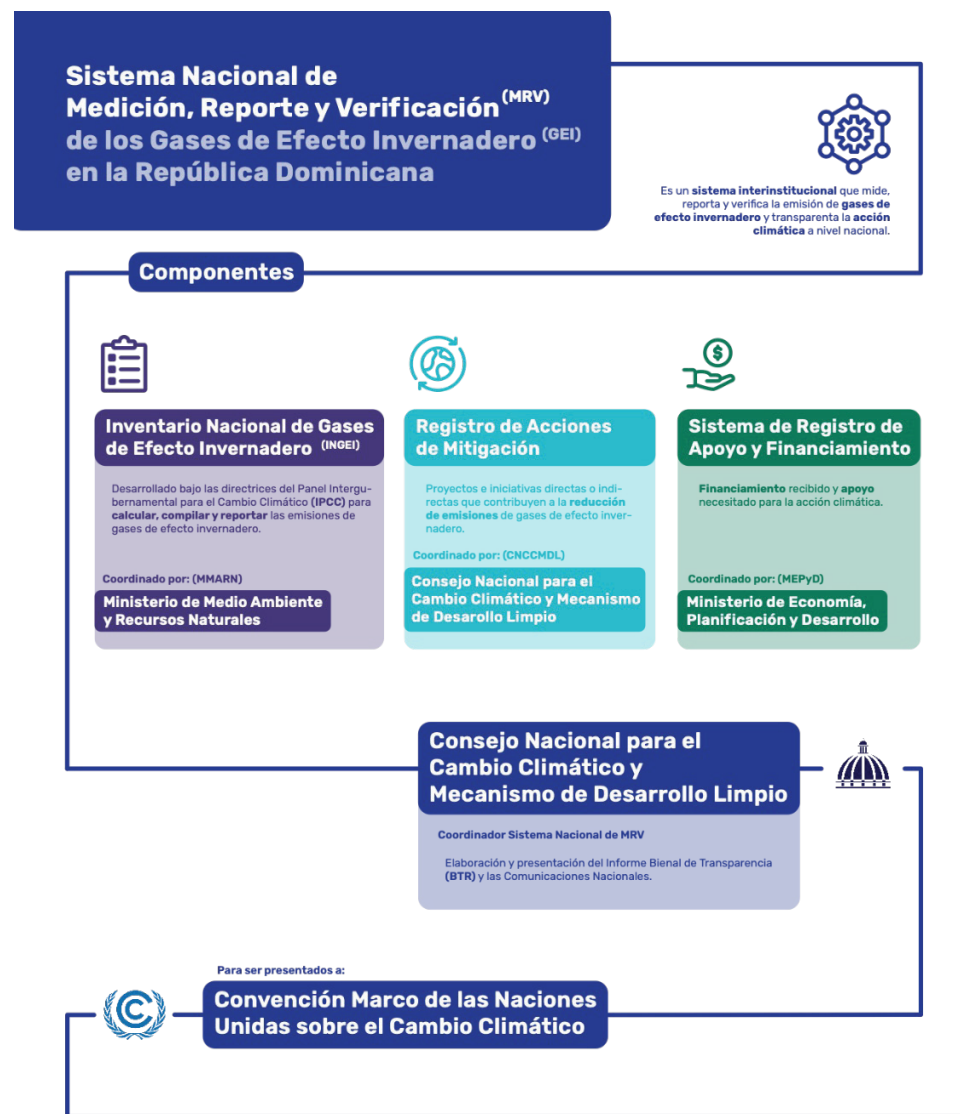 Sistema Nacional de
Medición, Reporte y Verificación (MRV)
de los Gases de Efecto Invernadero (GEI)
en la República Dominicana
Es un sistema interinstitucional que mide,
reporta y verifica la emisión de gases de
efecto invernadero y transparenta la acción
climática a nivel nacional.
Componentes
Inventario Nacional de Gases
de Efecto Invernadero (INGEI)
Desarrollado bajo las directrices del Panel Intergu-
bernamental para el Cambio Climático (IPCC) para
calcular, compilar y reportar las emisiones de
gases de efecto invernadero.
Coordinado por: (MMARN)
Ministerio de Medio Ambiente
y Recursos Naturales
Registro de Acciones
de Mitigación
Proyectos e iniciativas directas o indi-
rectas que contribuyen a la reducción
de emisiones de gases de efecto inver-
nadero.
Coordinado por: (CNCCMDL)
Consejo Nacional para el
Cambio Climático y Mecanismo
de Desarollo Limpio
Sistema de Registro de
Apoyo y Financiamiento
Financiamiento recibido y apoyo
necesitado para la acción climática.
Coordinado por: (MEPyD)
Ministerio de Economía,
Planificación y Desarrollo
Consejo Nacional para el
Cambio Climático y
Mecanismo de Desarrollo Limpio
Coordinador Sistema Nacional de MRV
Elaboración y presentación del Informe Bienal de Transparencia
(BTR) y las Comunicaciones Nacionales.
Para ser presentados a:
Convención Marco de las Naciones
Unidas sobre el Cambio Climático